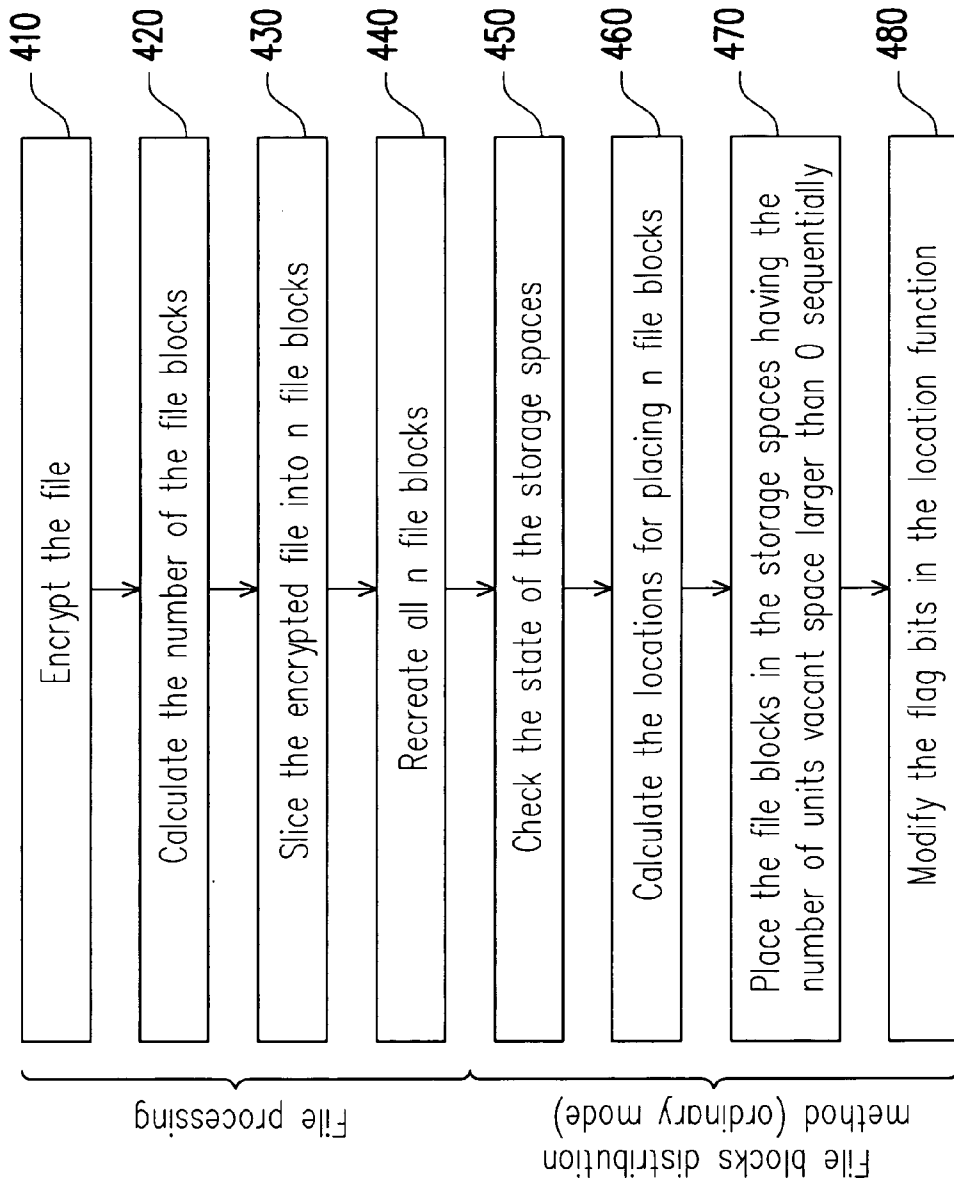 File processing
Encrypt the file
410
Calculate the number of the file blocks
420
Slice the encrypted file into n file blocks
430
Recreate all n file blocks
440
File blocks distribution
method (ordinary mode)
Check the state of the storage spaces
450
Calculate the locations for placing n file blocks
460
Place the file blocks in the storage spaces having the
number of units vacant space larger than 0 sequentially
470
Modify the flag bits in the location function
480